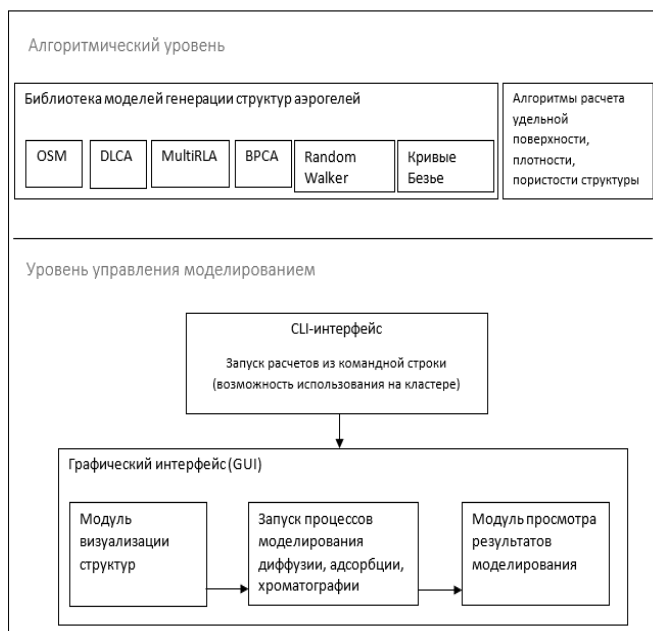 Алгоритмический уровень
Библиотека моделей генерации структур аэрогелей
OSM
DLCA
MultiRLA
BPCA
Random
Walker
Кривые
Безье
Алгоритмы расчета
удельной
поверхности,
плотности,
пористости структуры
Уровень управления моделированием
CLI-интерфейс
Запуск расчетов из командной строки
(возможность использования на кластере)
Графический интерфейс (GUI)
Модуль
визуализации
структур
Запуск процессов
моделирования
диффузии, адсорбции,
хроматографии
Модуль просмотра
результатов
моделирования